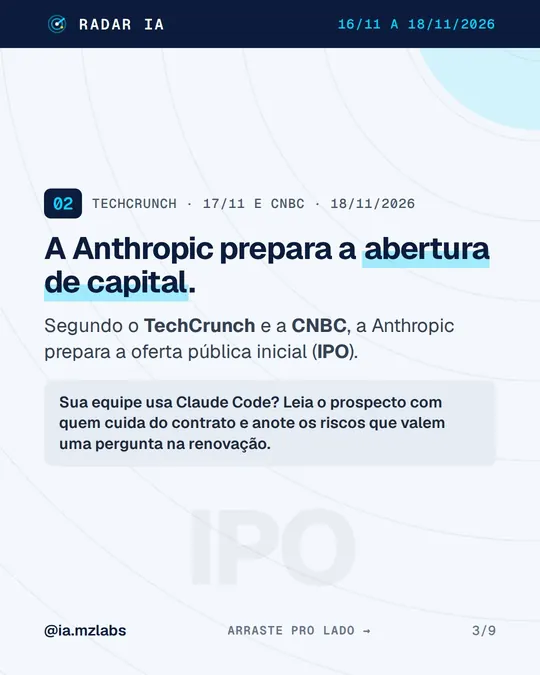 RADAR IA
16/11 A 18/11/2026
02
TECHCRUNCH · 17/11 E CNBC · 18/11/2026
A Anthropic prepara a abertura
de capital.
Segundo o TechCrunch e a CNBC, a Anthropic
prepara a oferta pública inicial (IPO).
Sua equipe usa Claude Code? Leia o prospecto com
quem cuida do contrato e anote os riscos que valem
uma pergunta na renovação.
IPO
@ia.mzlabs
ARRASTE PRO LADO →
3/9